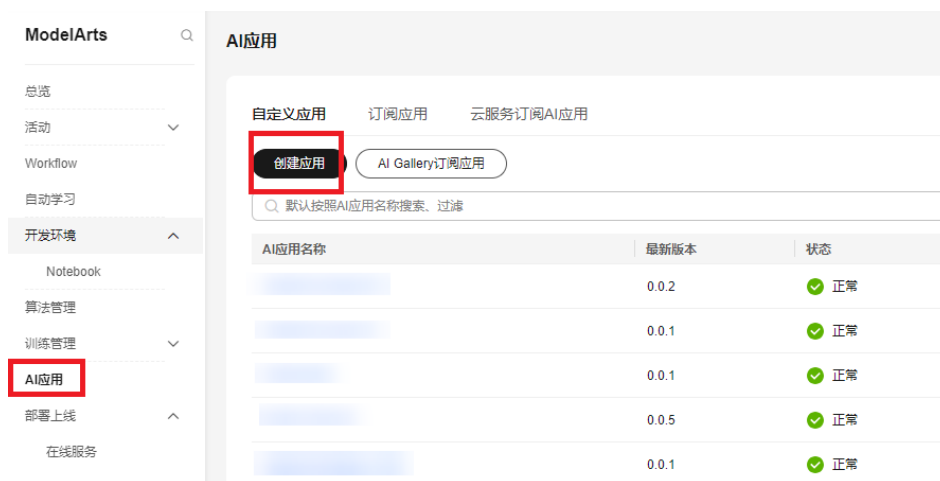 ModelArts
总览
活动
Workflow
自动学习
开发环境
Notebook
算法管理
训练管理
AI应用
部署上线
在线服务
AI应用
自定义应用 订阅应用 云服务订阅AI应用
创建应用 AI Gallery订阅应用
默认按照AI应用名称搜索、过滤
AI应用名称 最新版本 状态
0.0.2 正常
0.0.1 正常
0.0.1 正常
0.0.5 正常
0.0.1 正常